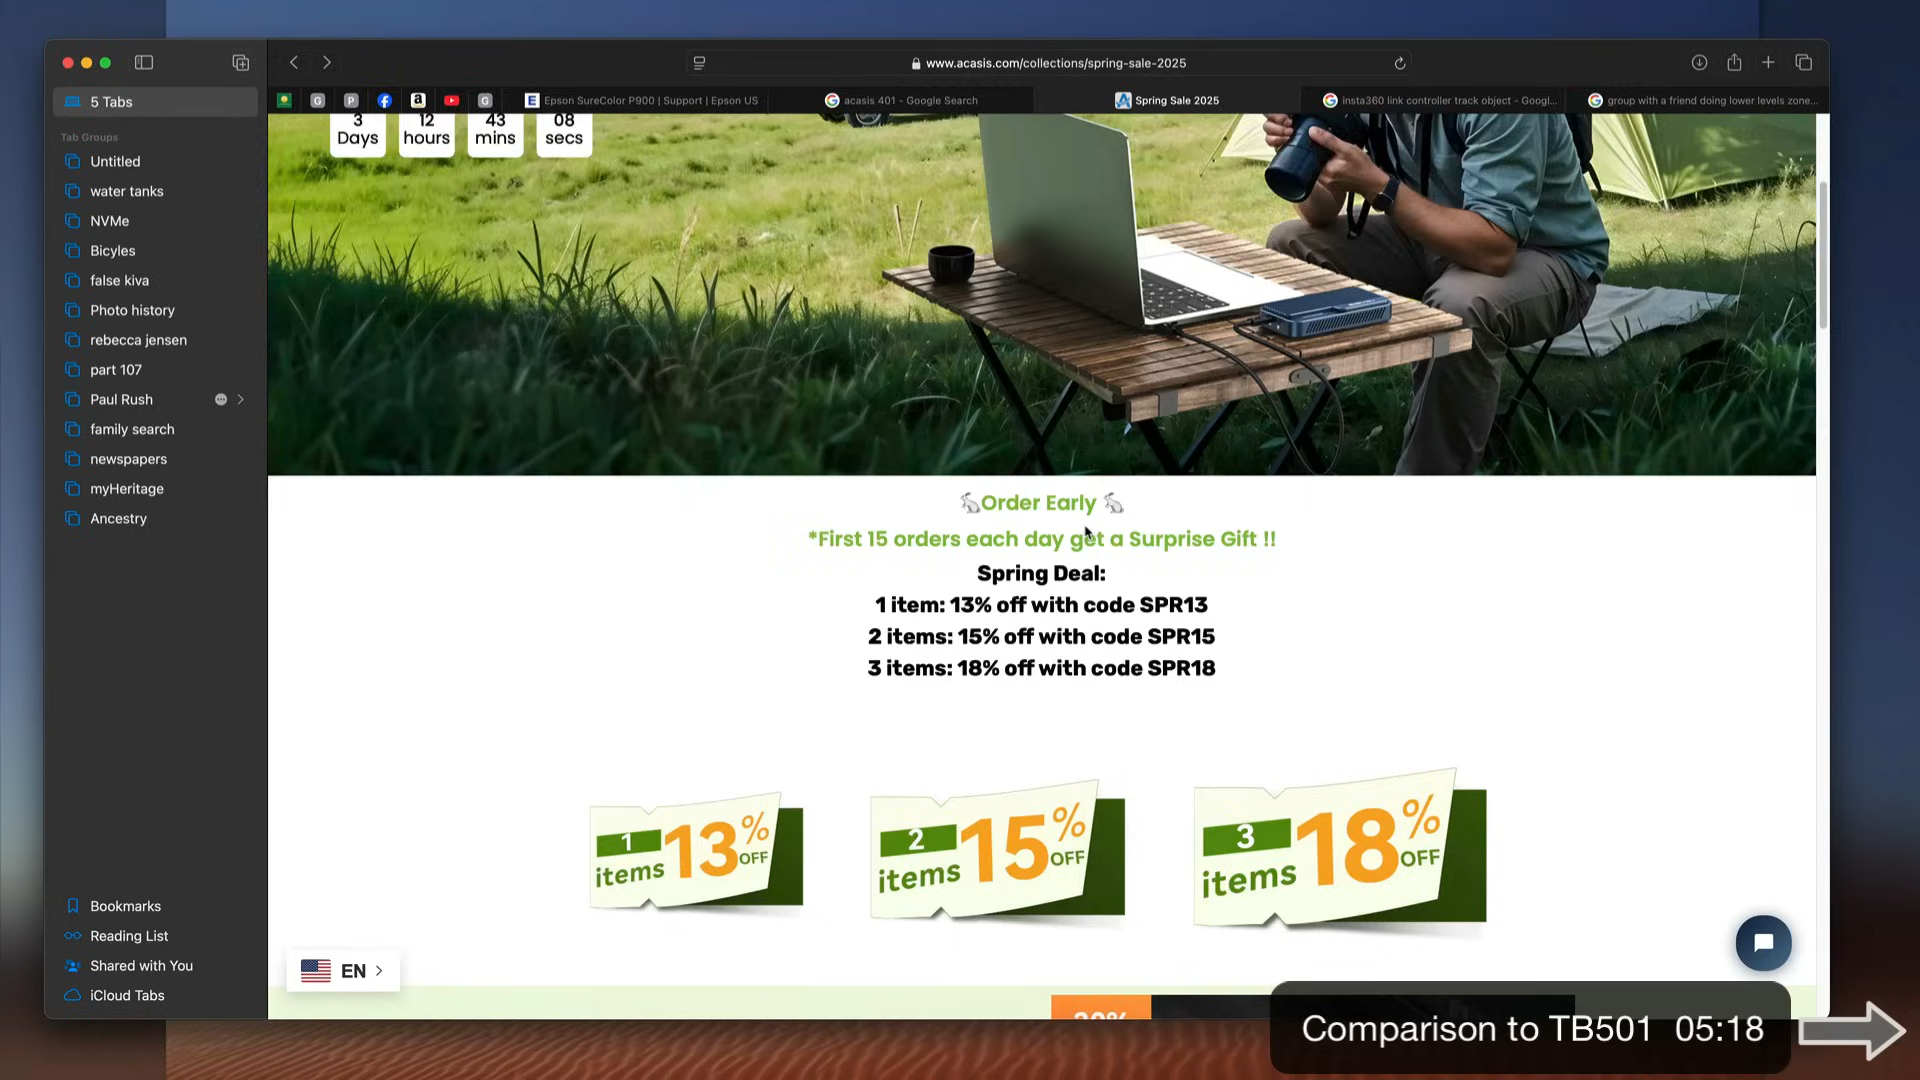 www.acasis.com/collections/spring-sale-2025
5 Tabs
Epson SureColor P900 | Support | Epson US
acasis 401 - Google Search
Spring Sale 2025
insta360 link controller track object - Googl...
group with a friend doing lower levels zone...
Tab Groups
Untitled
water tanks
NVMe
Bicyles
false kiva
Photo history
rebecca jensen
part 107
Paul Rush
family search
newspapers
myHeritage
Ancestry
Bookmarks
Reading List
Shared with You
iCloud Tabs
3 12 43 08
Days hours mins secs
🐇Order Early 🐇
*First 15 orders each day get a Surprise Gift !!
Spring Deal:
1 item: 13% off with code SPR13
2 items: 15% off with code SPR15
3 items: 18% off with code SPR18
1 items 13% OFF
2 items 15% OFF
3 items 18% OFF
EN
Comparison to TB501 05:18